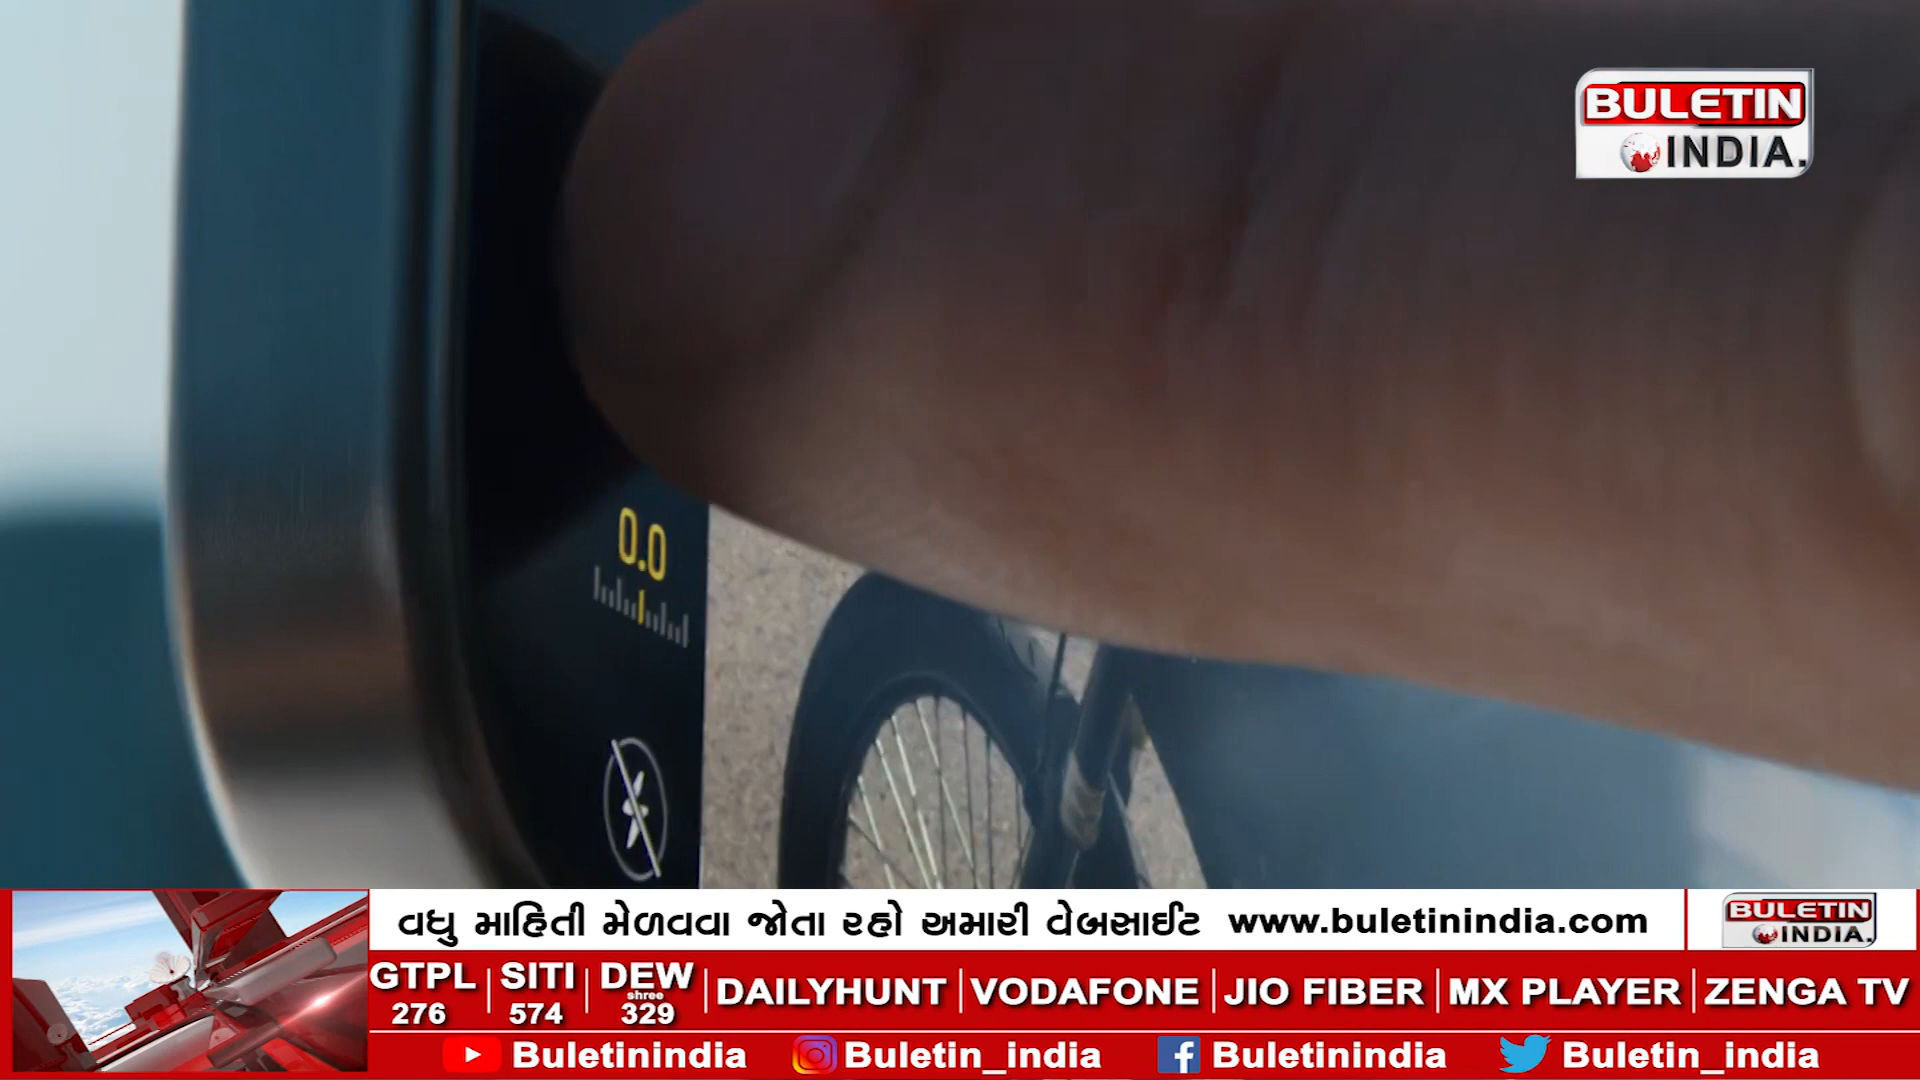 BULETIN
INDIA.
0.0
વધુ માહિતી મેળવવા જોતા રહો અમારી વેબસાઈટ www.buletinindia.com
BULETIN
INDIA.
GTPL 276 | SITI 574 | DEW shree 329 | DAILYHUNT | VODAFONE | JIO FIBER | MX PLAYER | ZENGA TV
Buletinindia Buletin_india Buletinindia Buletin_india